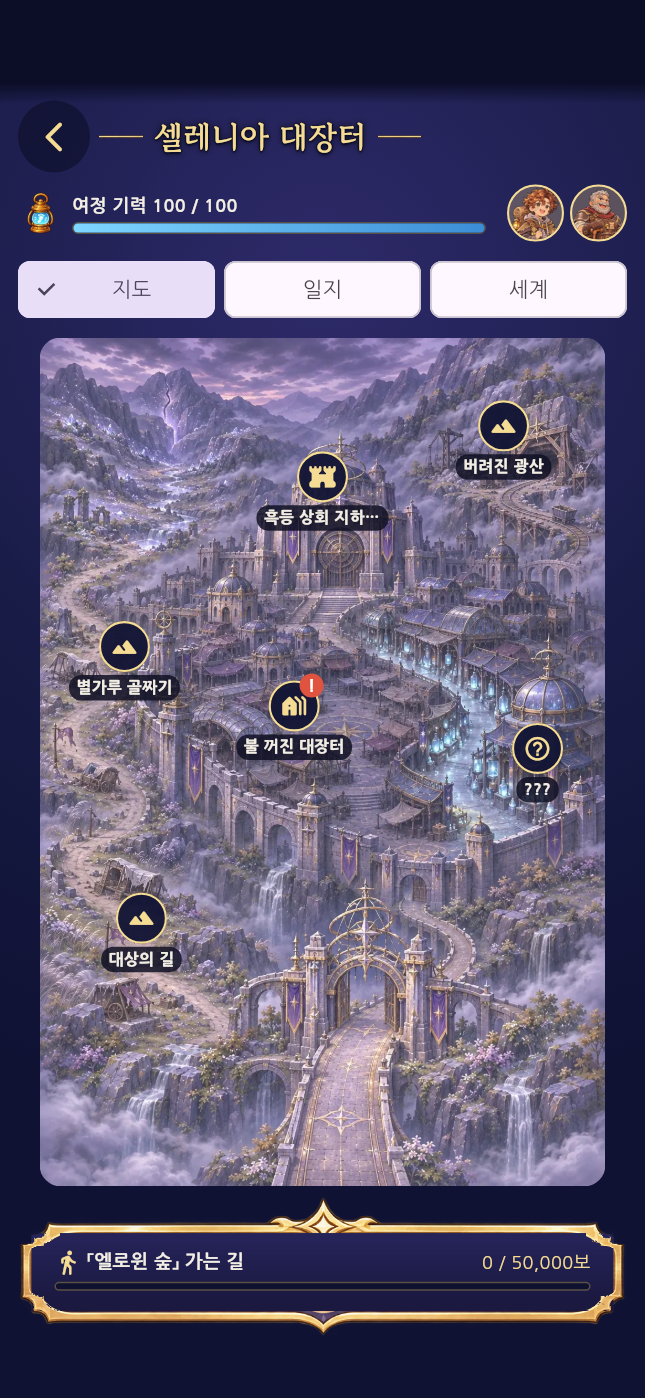 셀레니아 대장터
여정 기력 100 / 100
지도
일지
세계
버려진 광산
흑등 상회 지하…
별가루 골짜기
불 꺼진 대장터
???
대상의 길
「엘로윈 숲」 가는 길
0 / 50,000보